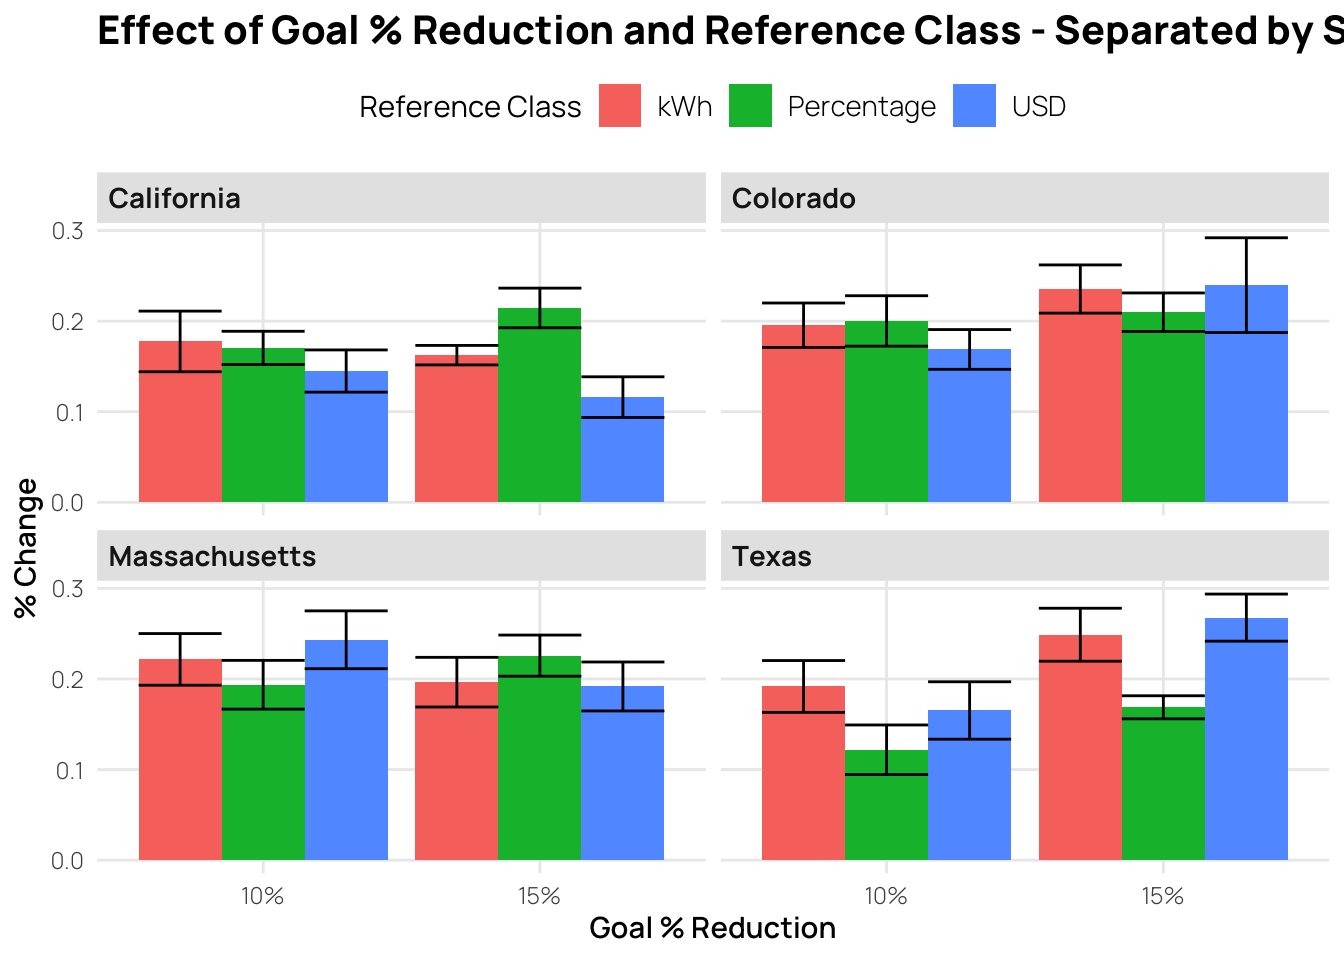 Effect of Goal % Reduction and Reference Class - Separated by S
Reference Class kWh Percentage USD
California Colorado
0.3
0.2
0.1
0.0
Massachusetts Texas
0.3
0.2
0.1
0.0
% Change
10% 15% 10% 15%
Goal % Reduction